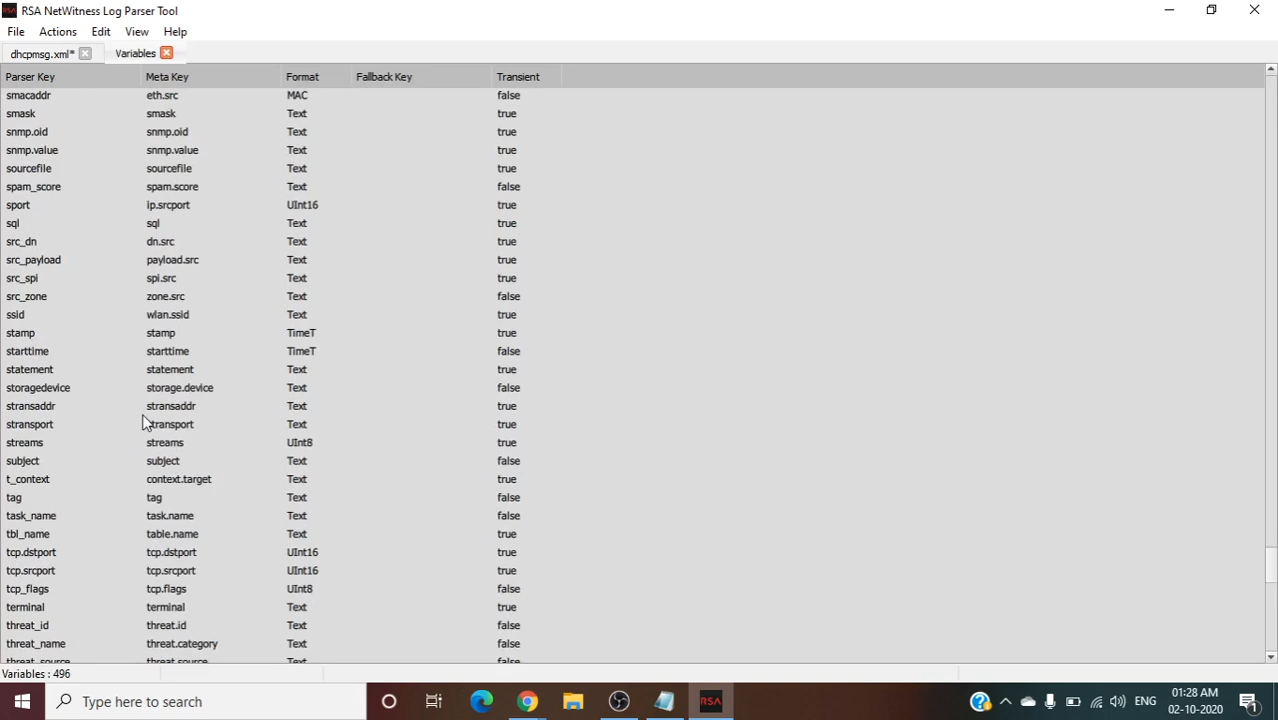 RSA RSA NetWitness Log Parser Tool
File Actions Edit View Help
dhcpmsg.xml* Variables
Parser Key Meta Key Format Fallback Key Transient
smacaddr eth.src MAC false
smask smask Text true
snmp.oid snmp.oid Text true
snmp.value snmp.value Text true
sourcefile sourcefile Text true
spam_score spam.score Text false
sport ip.srcport UInt16 true
sql sql Text true
src_dn dn.src Text true
src_payload payload.src Text true
src_spi spi.src Text true
src_zone zone.src Text false
ssid wlan.ssid Text true
stamp stamp TimeT true
starttime starttime TimeT false
statement statement Text true
storagedevice storage.device Text false
stransaddr stransaddr Text true
stransport stransport Text true
streams streams UInt8 true
subject subject Text false
t_context context.target Text true
tag tag Text false
task_name task.name Text false
tbl_name table.name Text true
tcp.dstport tcp.dstport UInt16 true
tcp.srcport tcp.srcport UInt16 true
tcp_flags tcp.flags UInt8 false
terminal terminal Text true
threat_id threat.id Text false
threat_name threat.category Text false
threat_source threat.source Text false
Variables : 496
Type here to search RSA ENG 01:28 AM
02-10-2020 1